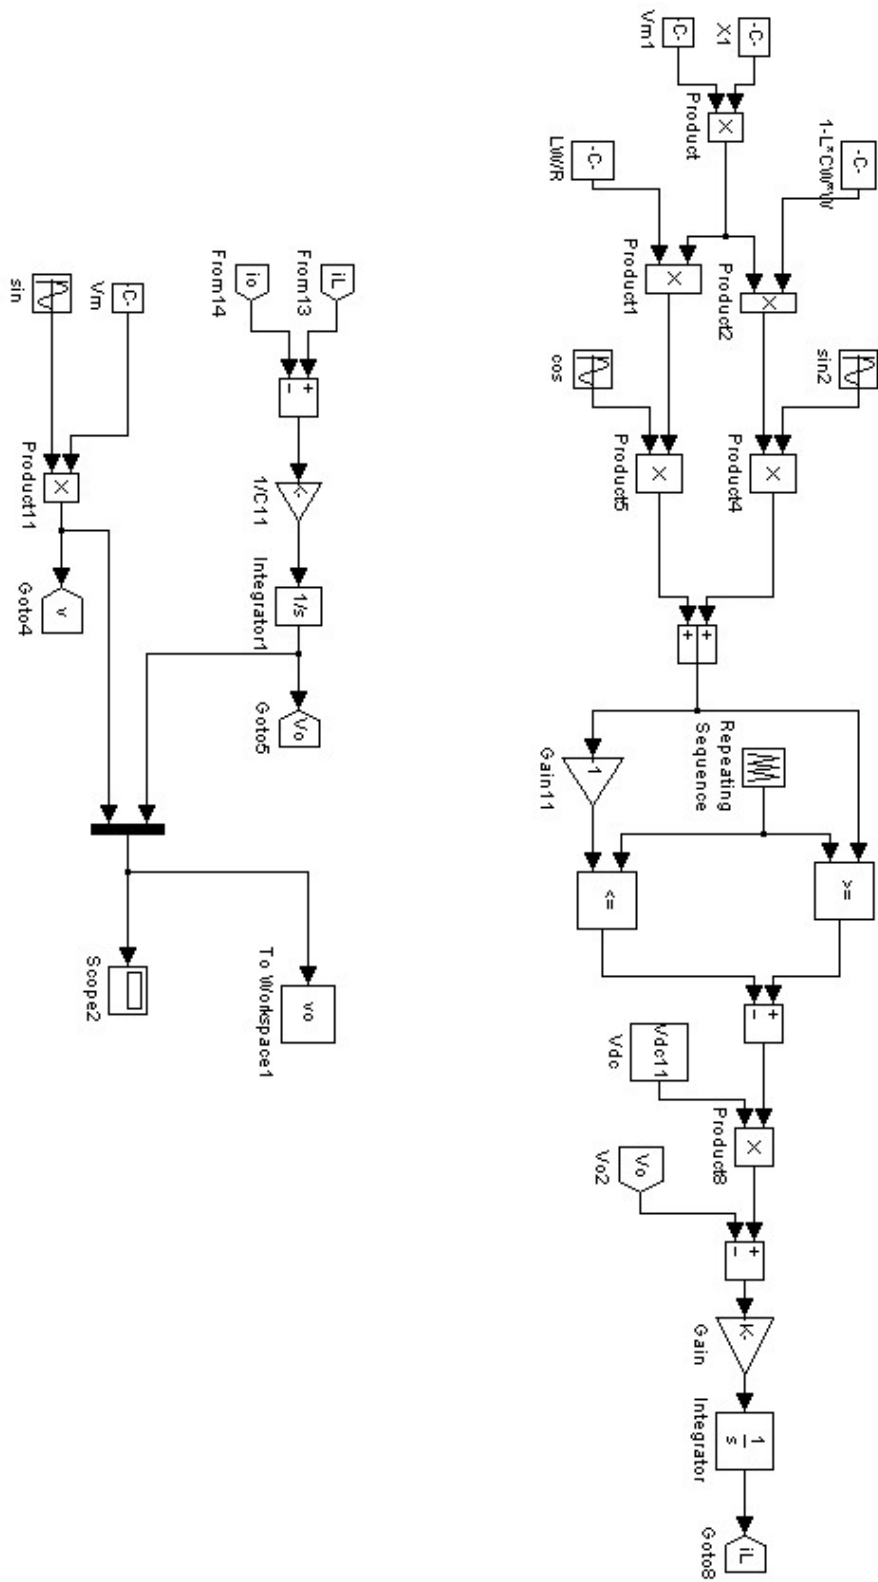 -C-
X1
-C-
Vm1
X
Product
-C-
1-L*CW*W
-C-
LW/R
X
Product2
X
Product1
sin2
cos
X
Product4
X
Product5
+
+
Repeating
Sequence
1
Gain11
>=
<=
+
-
Vdc11
Vdc
X
Product8
Vo
Vo2
+
-
K-
Gain
1
s
Integrator
iL
Goto8
iL
From13
io
From14
+
-
K-
1/C11
1/s
Integrator1
Vo
Goto5
-C-
Vm
sin
X
Product11
v
Goto4
vo
To Workspace1
Scope2